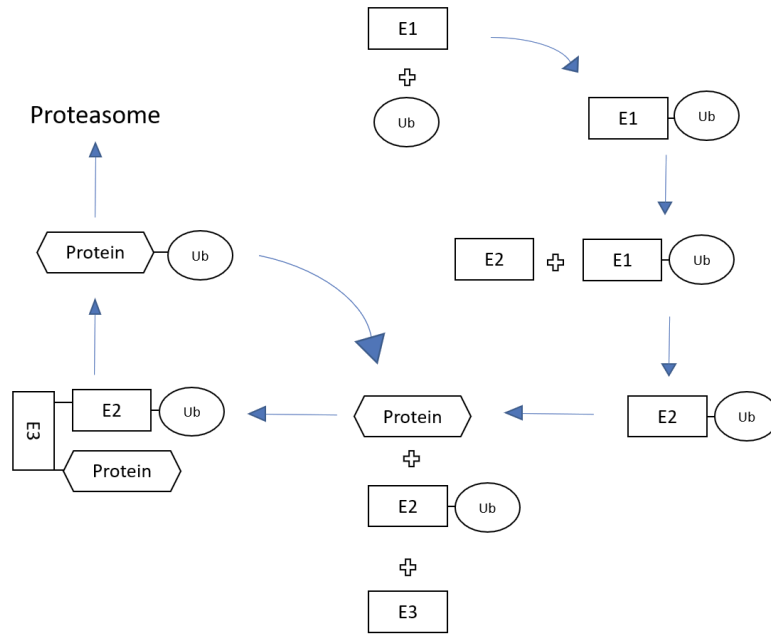 E1
Ub
E1
Ub
Proteasome
Protein
Ub
E2
E1
Ub
E2
Ub
E3
Protein
Protein
E2
Ub
E2
Ub
E3